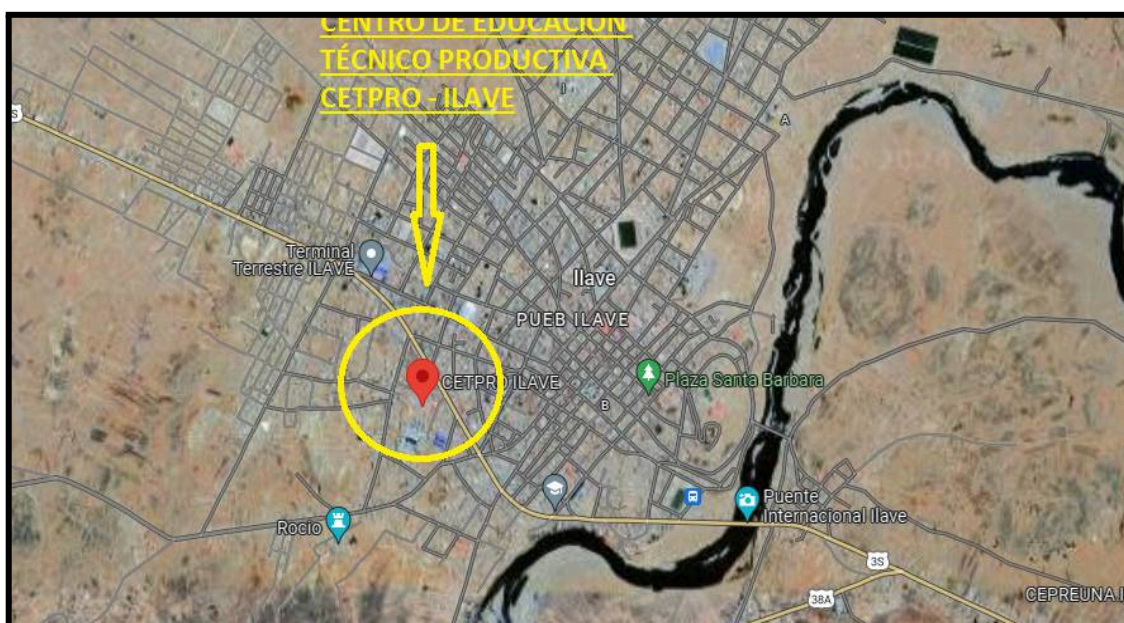 CENTRO DE EDUCACIÓN
TÉCNICO PRODUCTIVA
CETPRO - ILAVE
S
I
A
Terminal
Terrestre ILAVE
Ilave
PUEB ILAVE
CETPRO ILAVE
Plaza Santa Barbara
B
Puente
Internacional Ilave
Rocio
3S
38A
CEPREUNA.I